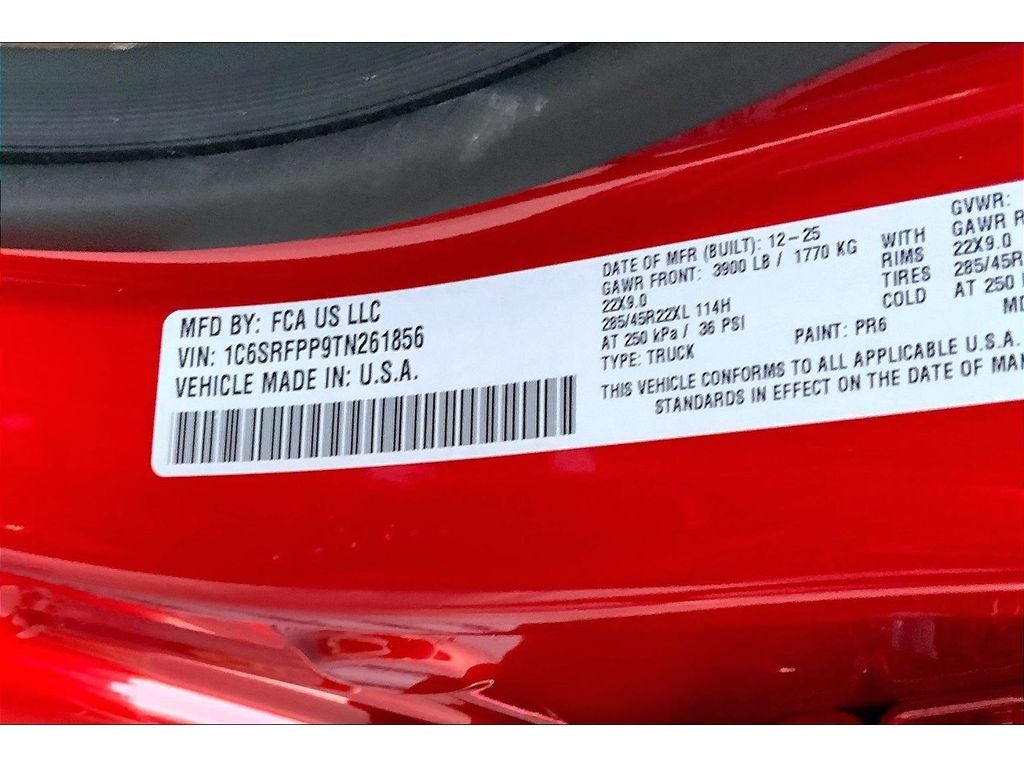 MFD BY: FCA US LLC
VIN: 1C6SRFPP9TN261856
VEHICLE MADE IN: U.S.A.
DATE OF MFR (BUILT): 12-25
GAWR FRONT: 3900 LB / 1770 KG
22X9.0
285/45R22XL 114H
AT 250 kPa / 36 PSI
TYPE: TRUCK
PAINT: PR6
WITH
RIMS
TIRES
COLD
GVWR:
GAWR R
22X9.0
285/45R
AT 250
THIS VEHICLE CONFORMS TO ALL APPLICABLE U.S.A.
STANDARDS IN EFFECT ON THE DATE OF MAN